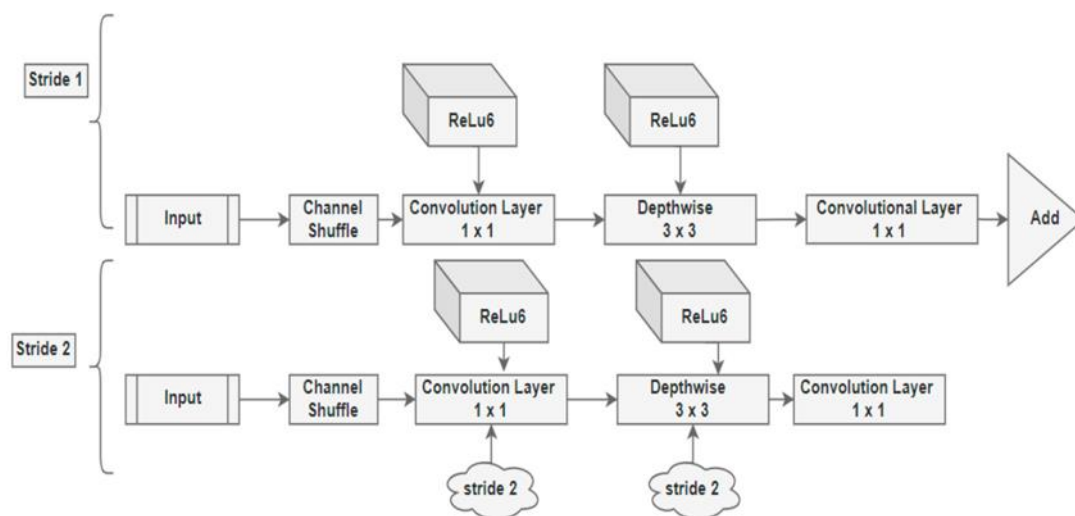 Stride 1
ReLu6
ReLu6
Input
Channel
Shuffle
Convolution Layer
1 x 1
Depthwise
3 x 3
Convolutional Layer
1 x 1
Add
Stride 2
ReLu6
ReLu6
Input
Channel
Shuffle
Convolution Layer
1 x 1
Depthwise
3 x 3
Convolution Layer
1 x 1
stride 2
stride 2